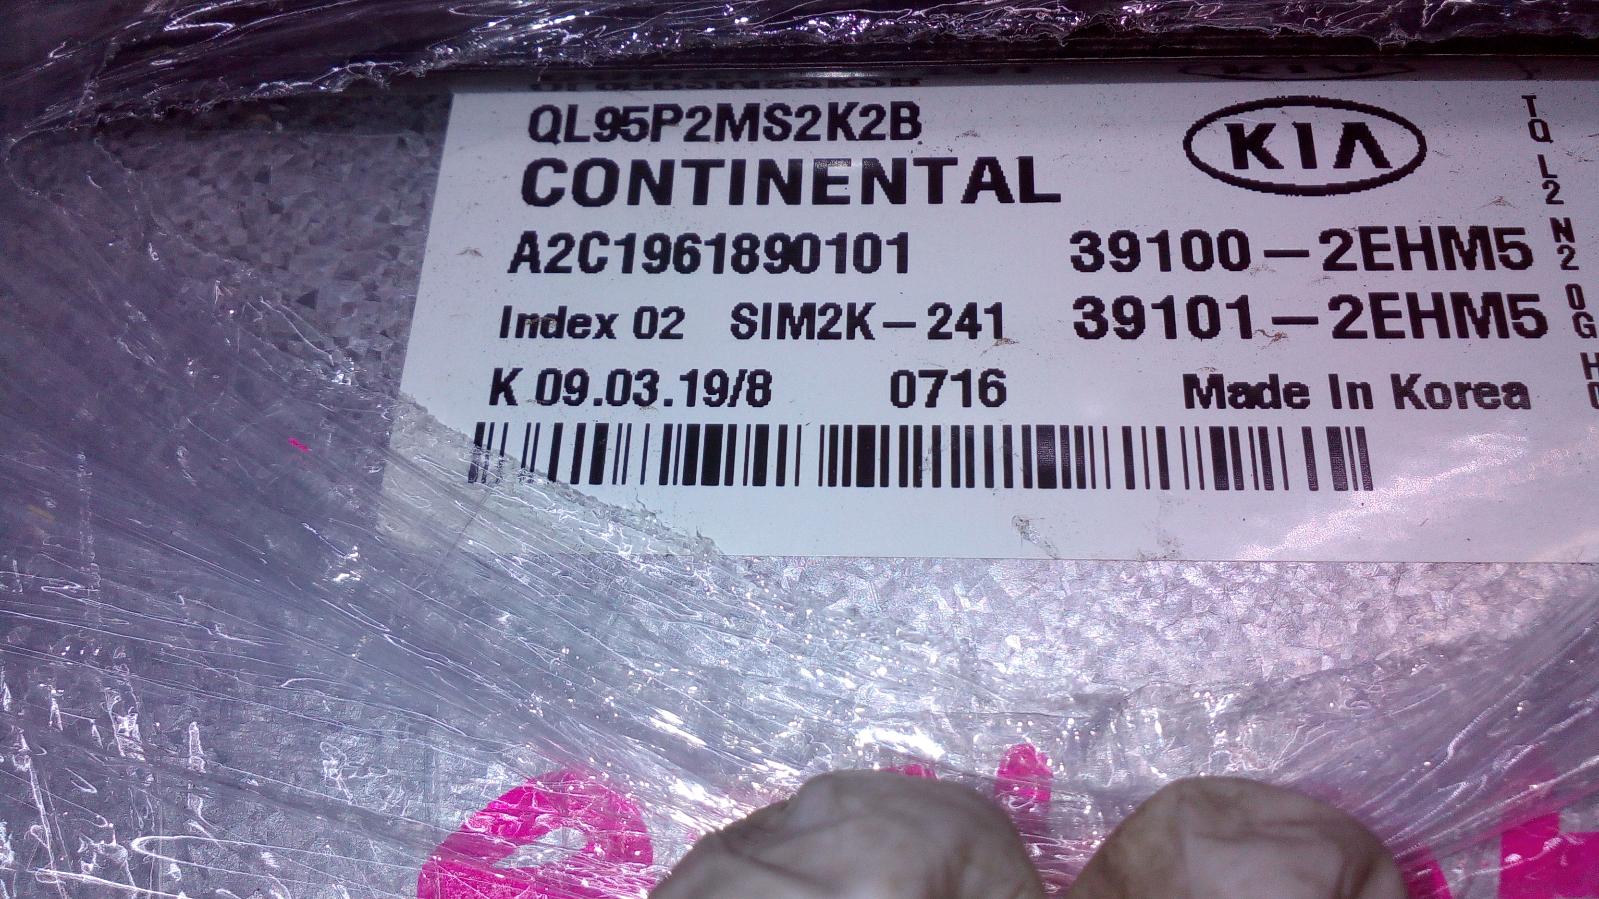 QL95P2MS2K2B
KIA
CONTINENTAL
A2C1961890101 39100-2EHM5
Index 02 SIM2K-241 39101-2EHM5
K 09.03.19/8 0716 Made In Korea
TQL2N20GH